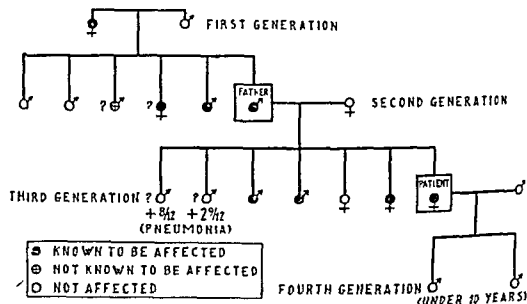 FIRST GENERATION
? ?
FATHER
SECOND GENERATION
PATIENT
THIRD GENERATION ? ?
+8/12 +2 9/12
(PNEUMONIA)
KNOWN TO BE AFFECTED
NOT KNOWN TO BE AFFECTED
NOT AFFECTED
FOURTH GENERATION
(UNDER 10 YEARS)